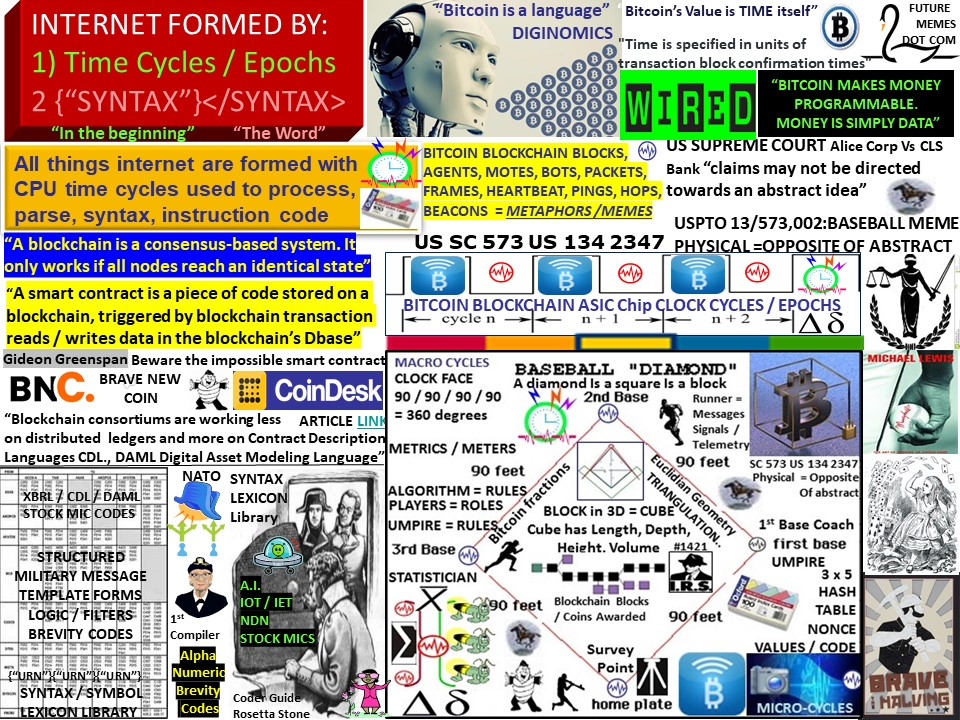 INTERNET FORMED BY:
1) Time Cycles / Epochs
2 {“SYNTAX”}</SYNTAX>
“In the beginning” “The Word”
“Bitcoin is a language”
DIGINOMICS
Bitcoin’s Value is TIME itself”
"Time is specified in units of
transaction block confirmation times"
FUTURE
MEMES
DOT COM
WIRED
“BITCOIN MAKES MONEY
PROGRAMMABLE.
MONEY IS SIMPLY DATA”
All things internet are formed with
CPU time cycles used to process,
parse, syntax, instruction code
BITCOIN BLOCKCHAIN BLOCKS,
AGENTS, MOTES, BOTS, PACKETS,
FRAMES, HEARTBEAT, PINGS, HOPS,
BEACONS = METAPHORS /MEMES
US SUPREME COURT Alice Corp Vs CLS
Bank “claims may not be directed
towards an abstract idea”
USPTO 13/573,002:BASEBALL MEME
PHYSICAL =OPPOSITE OF ABSTRACT
US SC 573 US 134 2347
“A blockchain is a consensus-based system. It
only works if all nodes reach an identical state”
“A smart contract is a piece of code stored on a
blockchain, triggered by blockchain transaction
reads / writes data in the blockchain’s Dbase”
Gideon Greenspan Beware the impossible smart contract
BITCOIN BLOCKCHAIN ASIC Chip CLOCK CYCLES / EPOCHS
cycle n n + 1 n + 2 Δδ
BNC.
BRAVE NEW
COIN
CoinDesk
“Blockchain consortiums are working less ARTICLE LINK
on distributed ledgers and more on Contract Description
Languages CDL., DAML Digital Asset Modeling Language”
XBRL / CDL / DAML
STOCK MIC CODES
STRUCTURED
MILITARY MESSAGE
TEMPLATE FORMS
LOGIC / FILTERS
BREVITY CODES
{“URN”}{“URN”}{“URN”}
SYNTAX / SYMBOL
LEXICON LIBRARY
NATO
SYNTAX
LEXICON
Library
1st
Compiler
Alpha
Numeric
Brevity
Codes
A.I.
IOT / IET
NDN
STOCK MICS
Coder Guide
Rosetta Stone
MACRO CYCLES
CLOCK FACE
90 / 90 / 90 / 90
= 360 degrees
METRICS / METERS
90 feet
ALGORITHM = RULES
PLAYERS = ROLES
UMPIRE = RULES
3rd Base
STATISTICIAN
90 feet
Δδ
BASEBALL "DIAMOND"
A diamond Is a square Is a block
2nd Base
Runner =
Messages
Signals /
Telemetry
90 feet
Bitcoin fractions
Euclidian Geometry
TRIANGULATION..
BLOCK in 3D = CUBE
Cube has Length, Depth,
Height. Volume
#1421
I.R.S.
Blockchain Blocks
/ Coins Awarded
90 feet
Survey
Point
home plate
SC 573 US 134 2347
Physical = Opposite
Of abstract
1st Base Coach
first base
UMPIRE
3 x 5
HASH
TABLE
NONCE
VALUES / CODE
Oxford
100
MICRO-CYCLES
MICHAEL LEWIS
BRAVE
HALVING